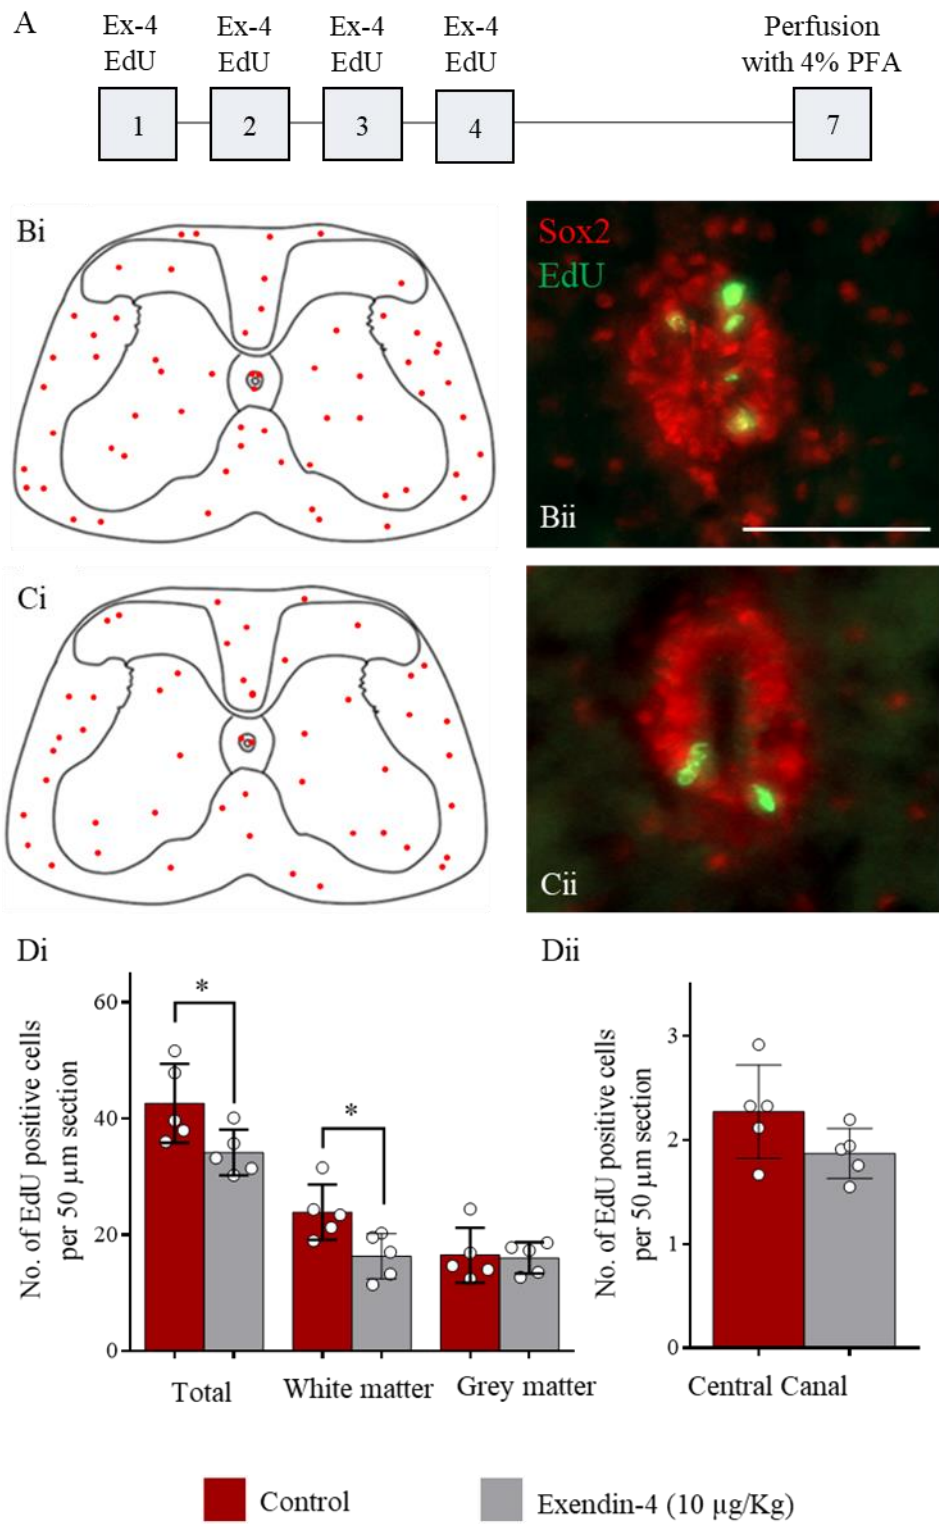 A
Ex-4 Ex-4 Ex-4 Ex-4 Perfusion
EdU EdU EdU EdU with 4% PFA
1 2 3 4 7
Bi
Sox2
EdU
Bii
Ci
Cii
Di
No. of EdU positive cells
per 50 µm section
60
40
20
0
*
*
Total White matter Grey matter
Dii
No. of EdU positive cells
per 50 µm section
3
2
1
0
Central Canal
Control Exendin-4 (10 µg/Kg)